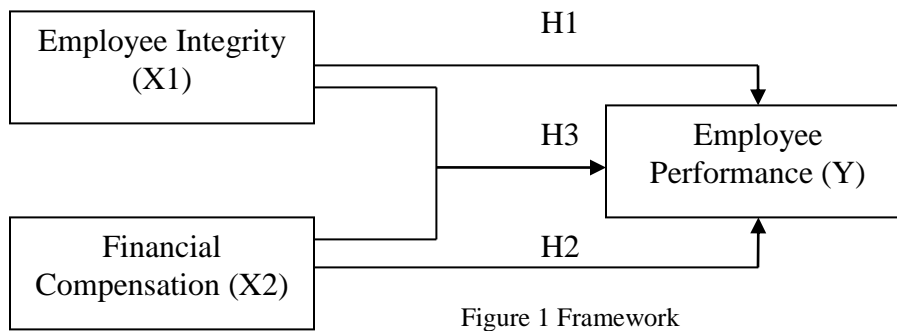 H1
Employee Integrity
(X1)
H3
Employee
Performance (Y)
Financial
Compensation (X2)
H2
Figure 1 Framework